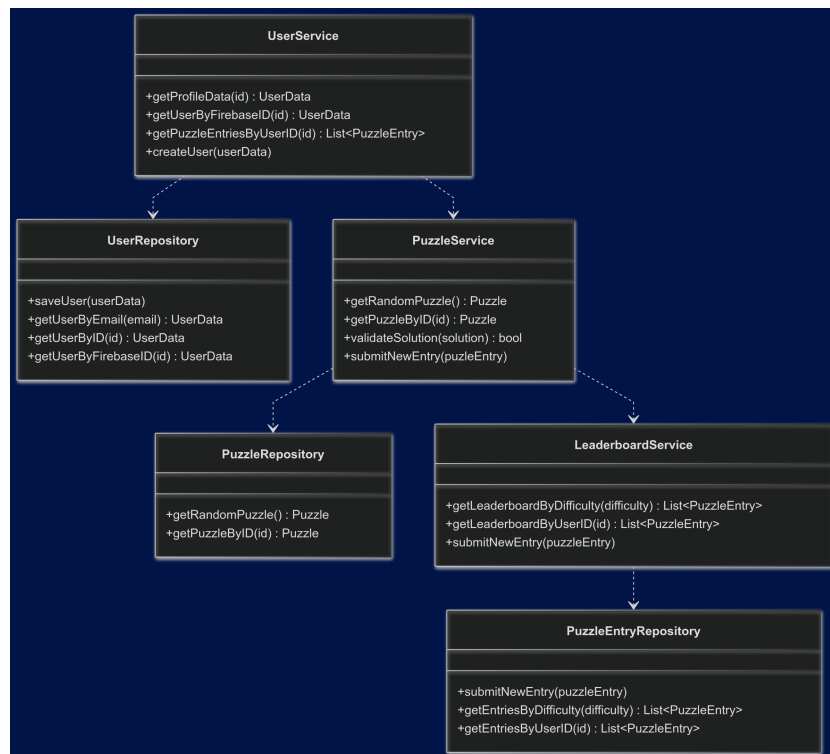 UserService
+getProfileData(id) : UserData
+getUserByFirebaseID(id) : UserData
+getPuzzleEntriesByUserID(id) : List<PuzzleEntry>
+createUser(userData)
UserRepository
+saveUser(userData)
+getUserByEmail(email) : UserData
+getUserByID(id) : UserData
+getUserByFirebaseID(id) : UserData
PuzzleService
+getRandomPuzzle() : Puzzle
+getPuzzleByID(id) : Puzzle
+validateSolution(solution) : bool
+submitNewEntry(puzleEntry)
PuzzleRepository
+getRandomPuzzle() : Puzzle
+getPuzzleByID(id) : Puzzle
LeaderboardService
+getLeaderboardByDifficulty(difficulty) : List<PuzzleEntry>
+getLeaderboardByUserID(id) : List<PuzzleEntry>
+submitNewEntry(puzzleEntry)
PuzzleEntryRepository
+submitNewEntry(puzzleEntry)
+getEntriesByDifficulty(difficulty) : List<PuzzleEntry>
+getEntriesByUserID(id) : List<PuzzleEntry>